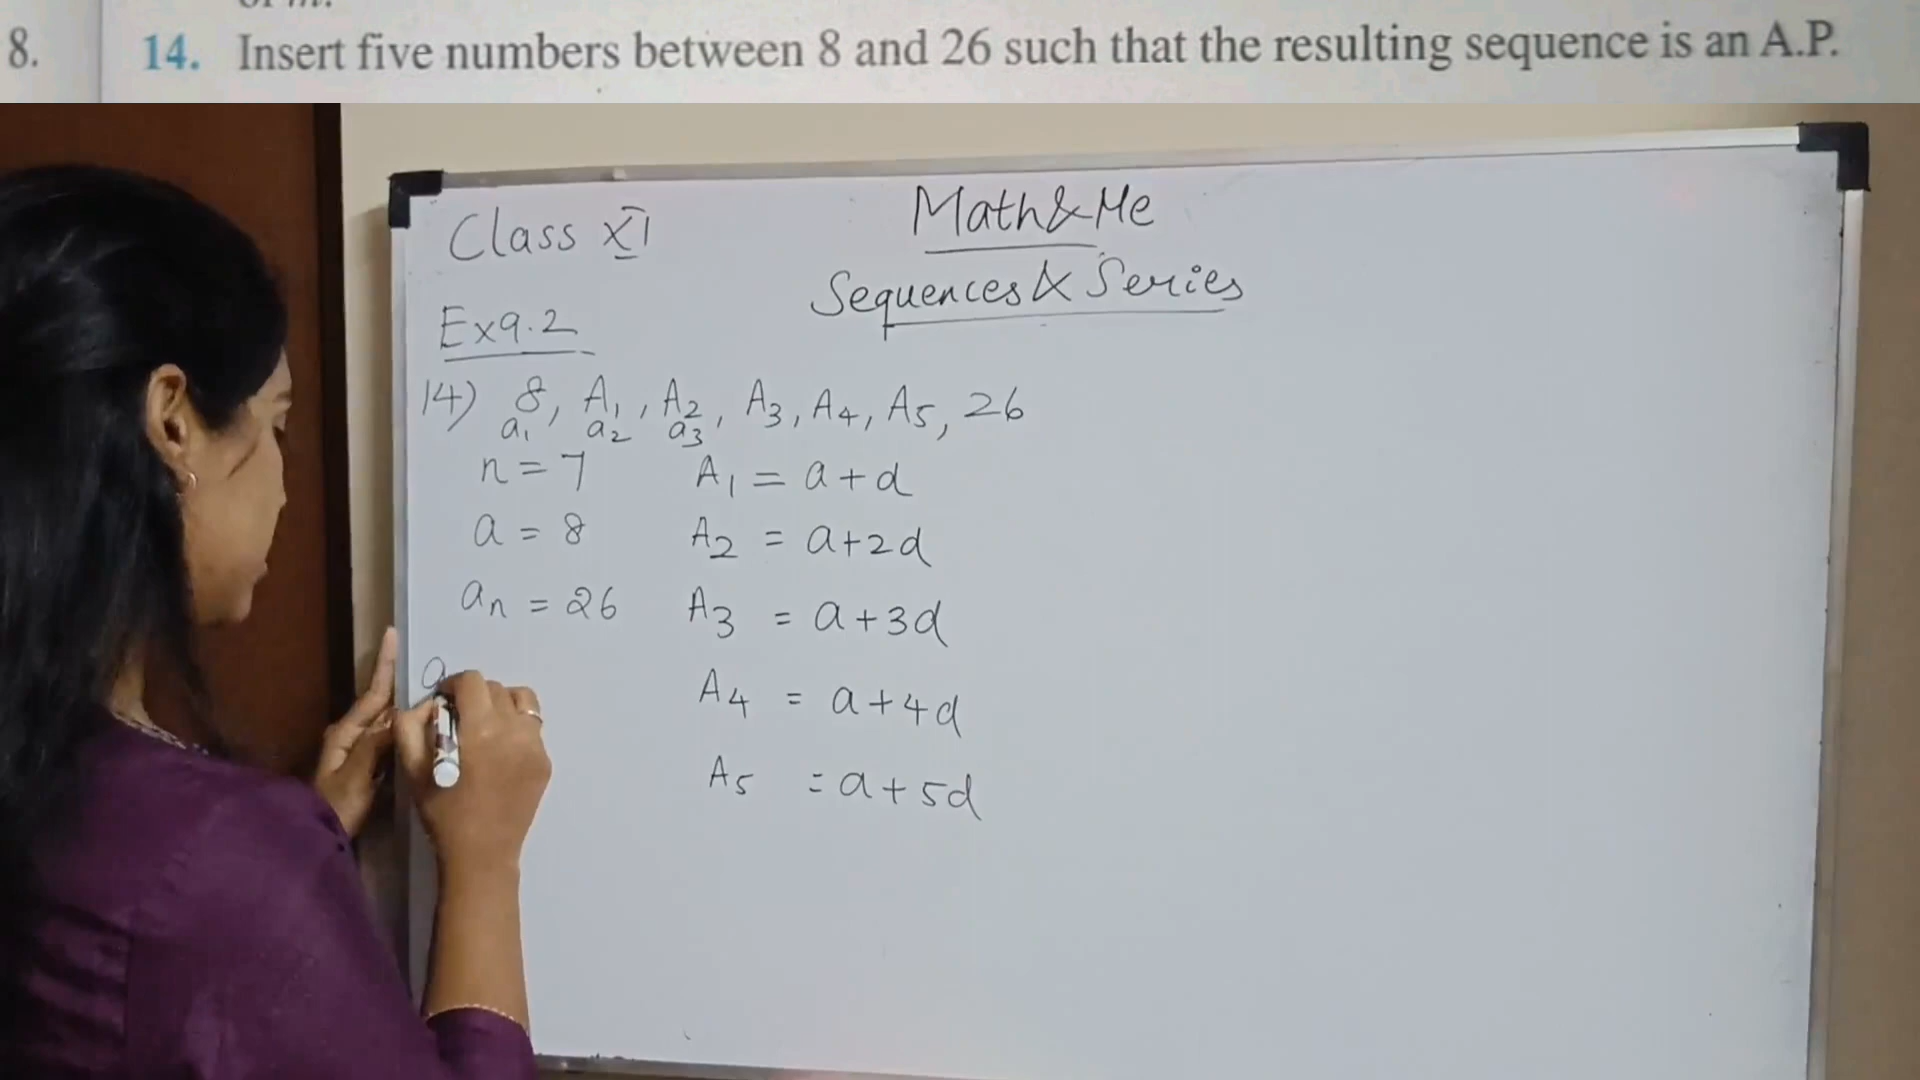 8.
14. Insert five numbers between 8 and 26 such that the resulting sequence is an A.P.
Class XI
Math&Me
Sequences & Series
Ex9.2
14) 8, A₁, A₂, A₃, A₄, A₅, 26
a₁ a₂ a₃
n = 7
A₁ = a + d
a = 8
A₂ = a+2d
aₙ = 26
A₃ = a+3d
a
A₄ = a+4d
A₅ = a+5d